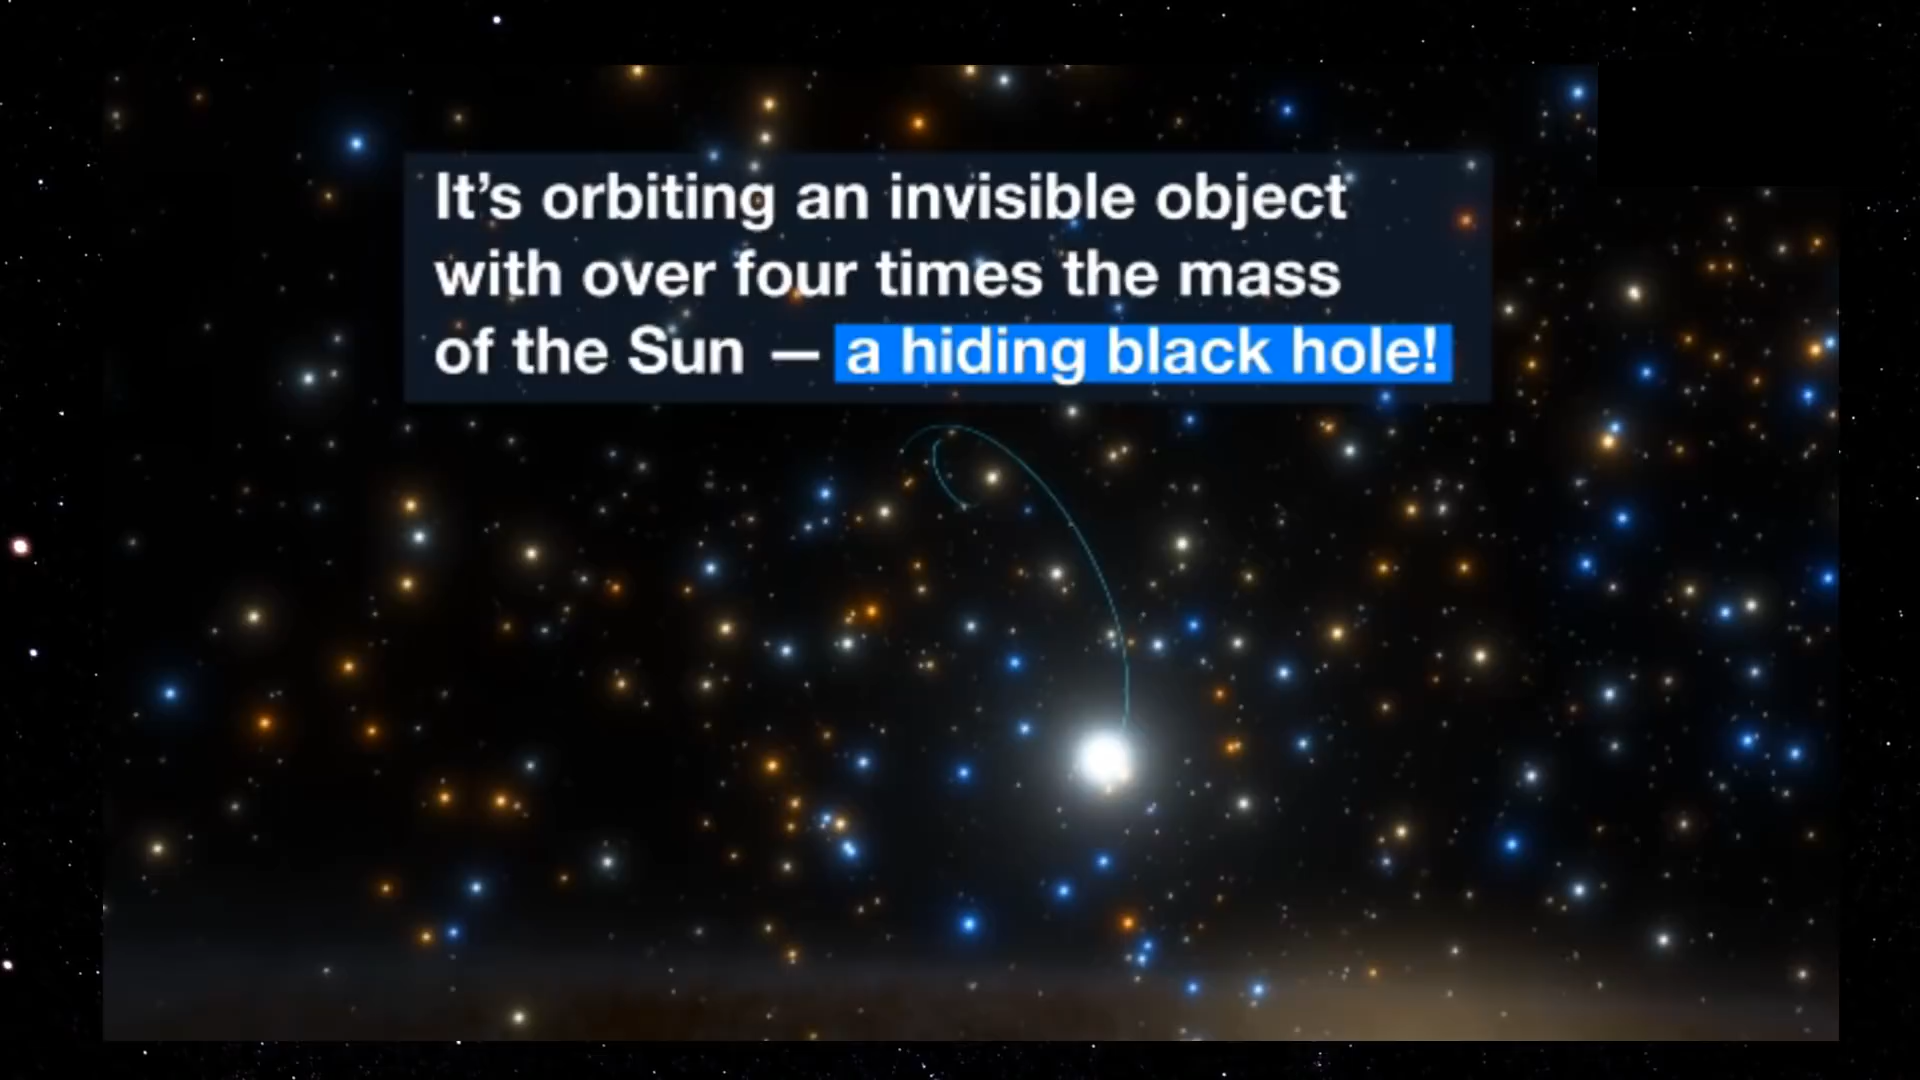 It’s orbiting an invisible object
with over four times the mass
of the Sun — a hiding black hole!